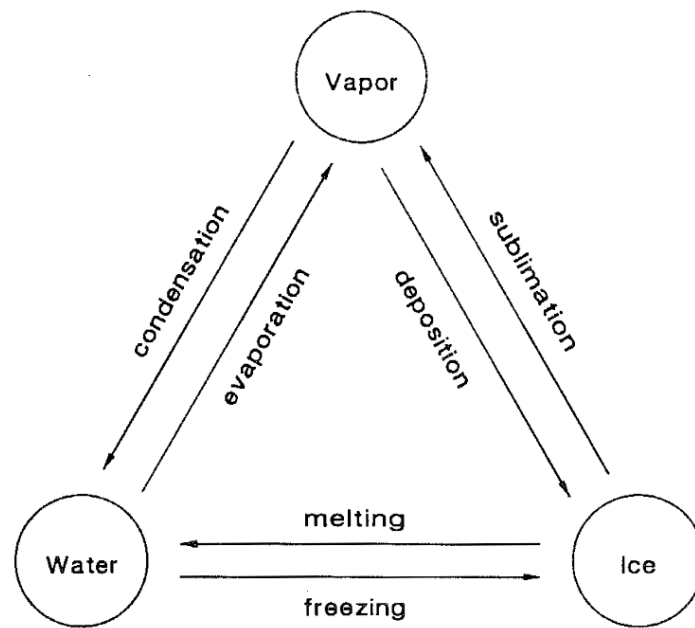 Vapor
condensation
evaporation
deposition
sublimation
Water
melting
freezing
Ice